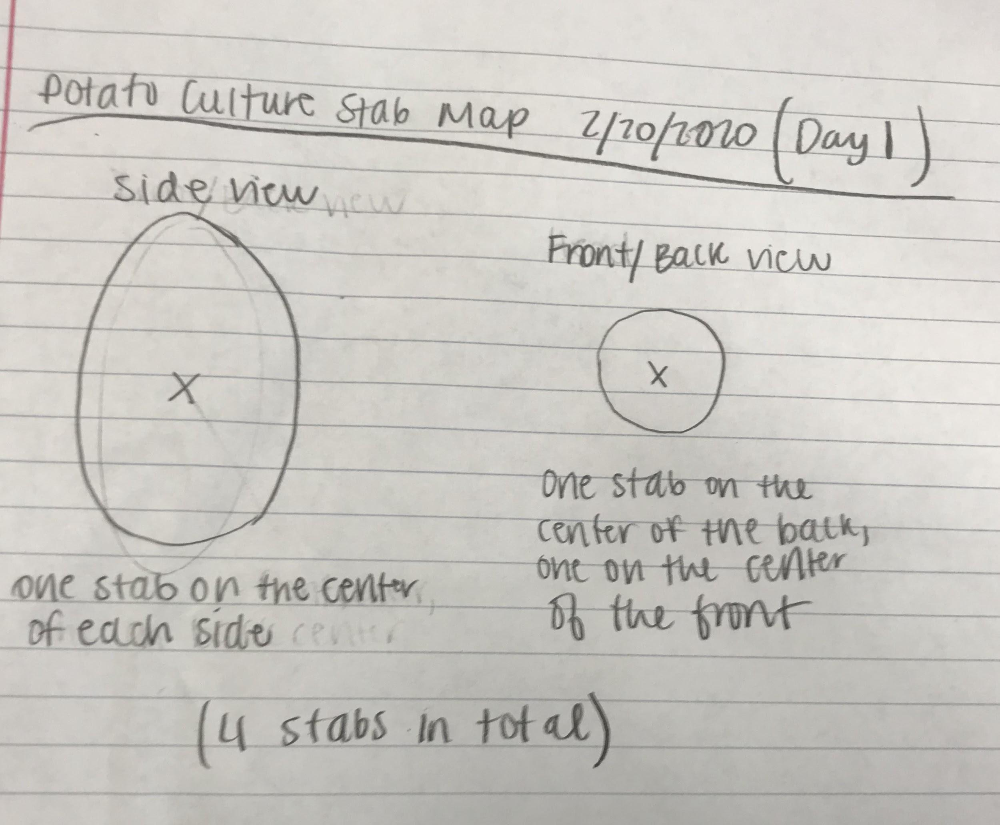 Potato Culture Stab Map 2/20/2020 (Day 1)
side view
X
one stab on the center
of each side
Front/Back view
X
one stab on the
center of the back,
one on the center
of the front
(4 stabs in total)